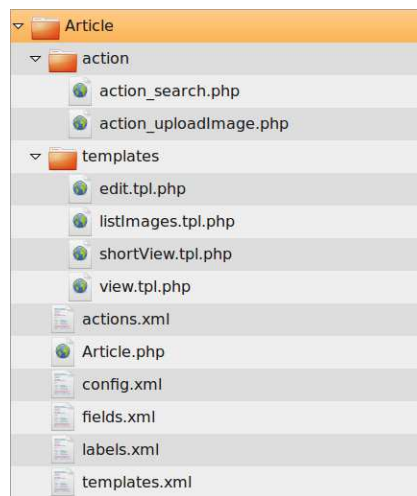 Article
action
action_search.php
action_uploadImage.php
templates
edit.tpl.php
listImages.tpl.php
shortView.tpl.php
view.tpl.php
actions.xml
Article.php
config.xml
fields.xml
labels.xml
templates.xml